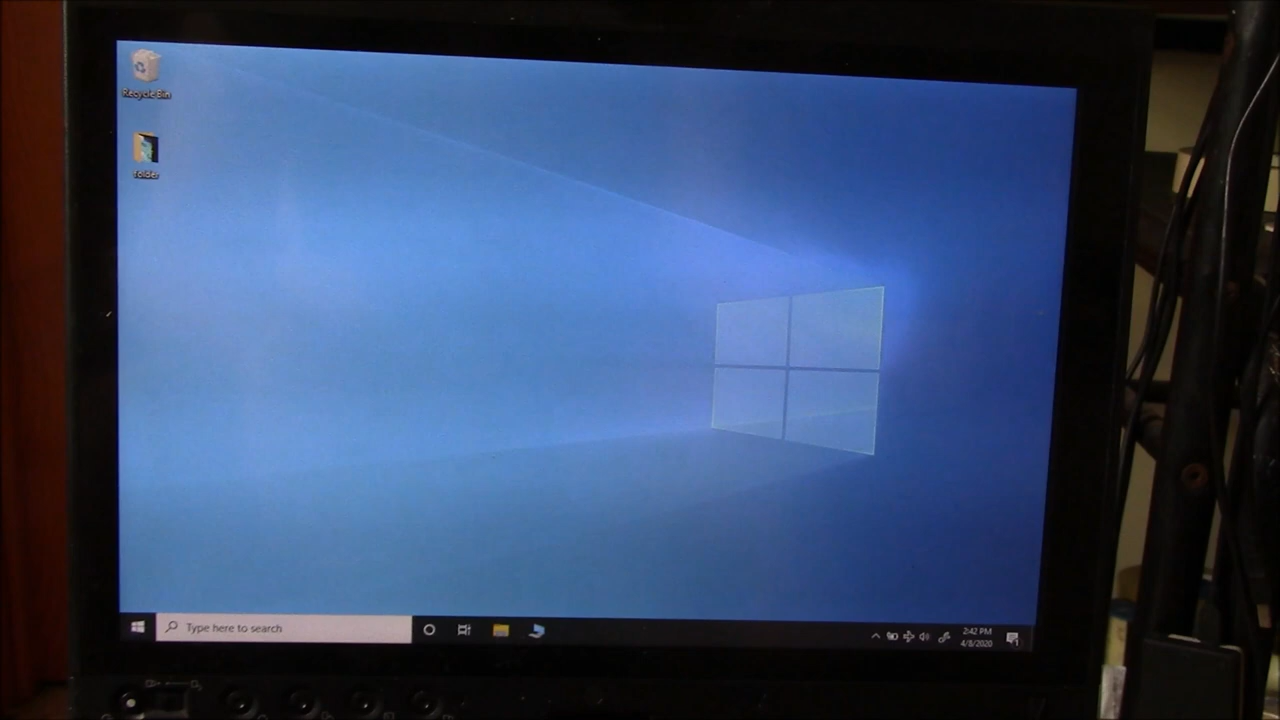 Recycle Bin
folder
Type here to search
2:42 PM
4/8/2020